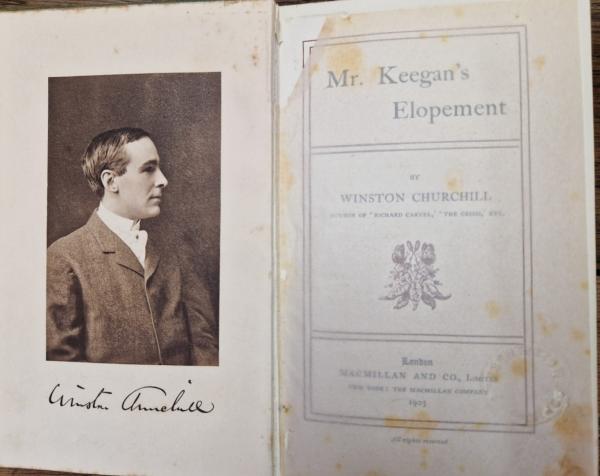 Winston Churchill
Mr. Keegan's
Elopement
BY
WINSTON CHURCHILL
AUTHOR OF 'RICHARD CARVEL,' 'THE CRISIS,' ETC.
London
MACMILLAN AND CO., LIMITED
NEW YORK: THE MACMILLAN COMPANY
1903
All rights reserved